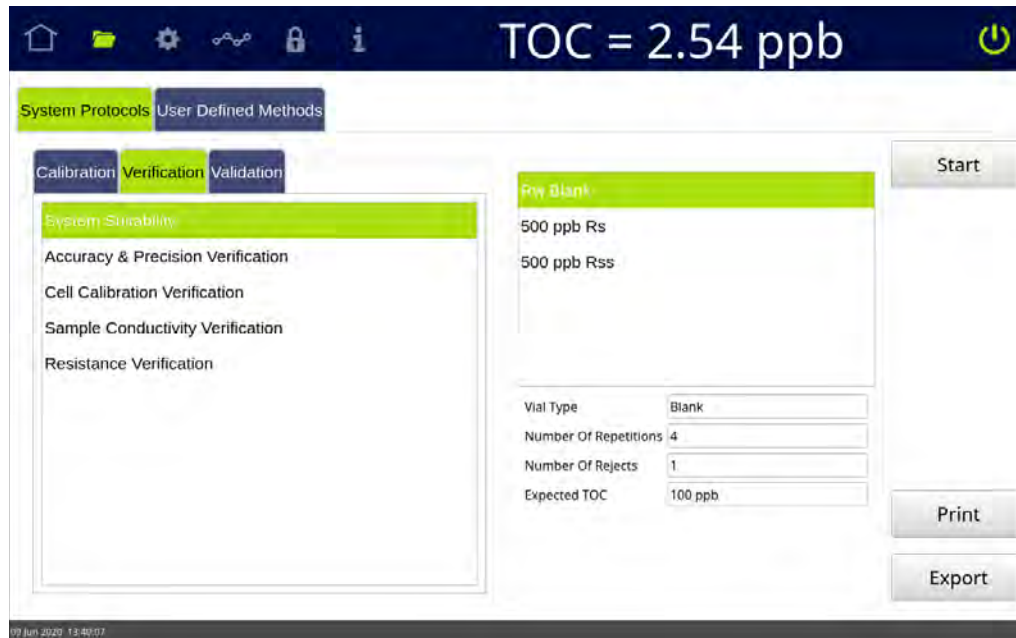 TOC = 2.54 ppb
System Protocols User Defined Methods
Calibration Verification Validation
System Suitability
Accuracy & Precision Verification
Cell Calibration Verification
Sample Conductivity Verification
Resistance Verification
Rw Blank
500 ppb Rs
500 ppb Rss
Vial Type Blank
Number Of Repetitions 4
Number Of Rejects 1
Expected TOC 100 ppb
Start
Print
Export
09 Jun 2020 13:40:07